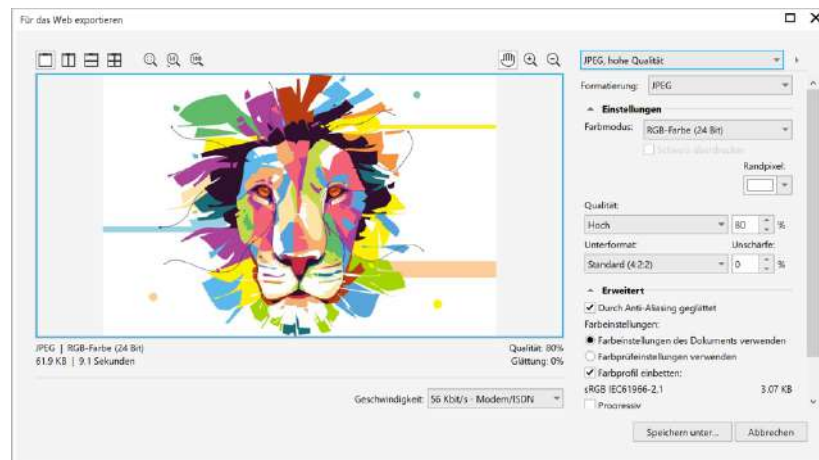 Für das Web exportieren
JPEG, hohe Qualität
Formatierung: JPEG
Einstellungen
Farbmodus: RGB-Farbe (24 Bit)
Schwarz überdrucken
Randpixel:
Qualität:
Hoch 80 %
Unterformat: Unschärfe:
Standard (4:2:2) 0 %
Erweitert
Durch Anti-Aliasing geglättet
Farbeinstellungen:
Farbeinstellungen des Dokuments verwenden
Farbprüfeinstellungen verwenden
Farbprofil einbetten:
sRGB IEC61966-2,1 3.07 KB
Progressiv
JPEG | RGB-Farbe (24 Bit) Qualität: 80%
61.9 KB | 9.1 Sekunden Glättung: 0%
Geschwindigkeit: 56 Kbit/s - Modem/ISDN
Speichern unter... Abbrechen